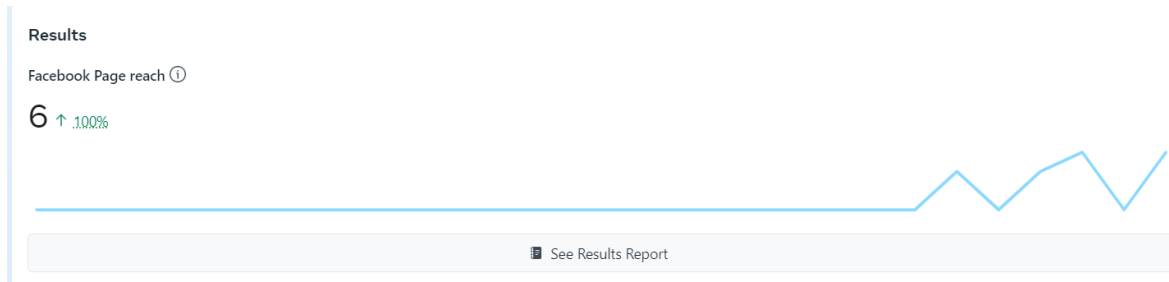 Results
Facebook Page reach
6 ↑ 100%
See Results Report